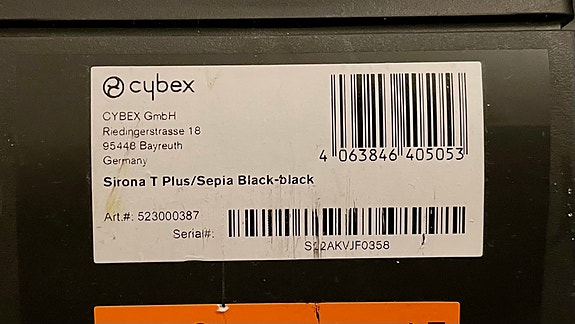 cybex
CYBEX GmbH
Riedingerstrasse 18
95448 Bayreuth
Germany
4 063846 405053
Sirona T Plus/Sepia Black-black
Art.#: 523000387
Serial#:
S22AKVJF0358